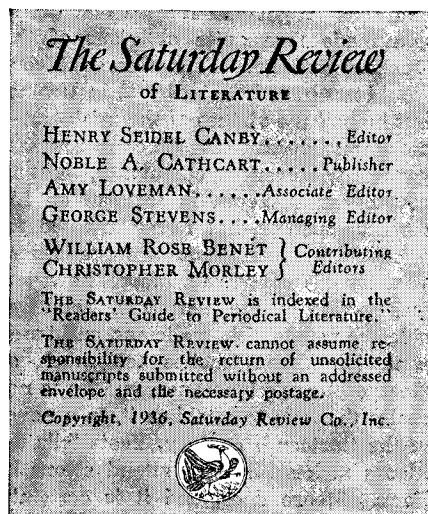 The Saturday Review
of LITERATURE
HENRY SEIDEL CANBY.......Editor
NOBLE A. CATHCART.....Publisher
AMY LOVEMAN......Associate Editor
GEORGE STEVENS....Managing Editor
WILLIAM ROSE BENET } Contributing
CHRISTOPHER MORLEY } Editors
THE SATURDAY REVIEW is indexed in the
"Readers' Guide to Periodical Literature."
THE SATURDAY REVIEW cannot assume re-
sponsibility for the return of unsolicited
manuscripts submitted without an addressed
envelope and the necessary postage.
Copyright, 1936, Saturday Review Co., Inc.